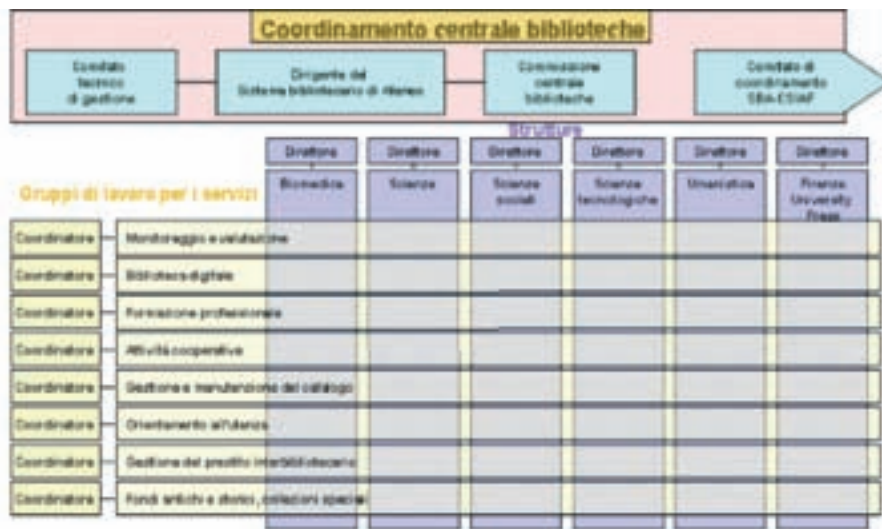 Coordinamento centrale biblioteche
Comitato
tecnico
di gestione
Dirigente del
Sistema bibliotecario di Ateneo
Commissione
centrale
biblioteche
Comitato di
coordinamento
SBA-CSIAF
Strutture
Direttore Direttore Direttore Direttore Direttore Direttore
Biomedica
Scienze
Scienze
sociali
Scienze
tecnologiche
Umanistica
Firenze
University
Press
Gruppi di lavoro per i servizi
Coordinatore Monitoraggio e valutazione
Coordinatore Biblioteca digitale
Coordinatore Formazione professionale
Coordinatore Attività cooperative
Coordinatore Gestione e manutenzione del catalogo
Coordinatore Orientamento all'utenza
Coordinatore Gestione del prestito interbibliotecario
Coordinatore Fondi antichi e storici, collezioni speciali